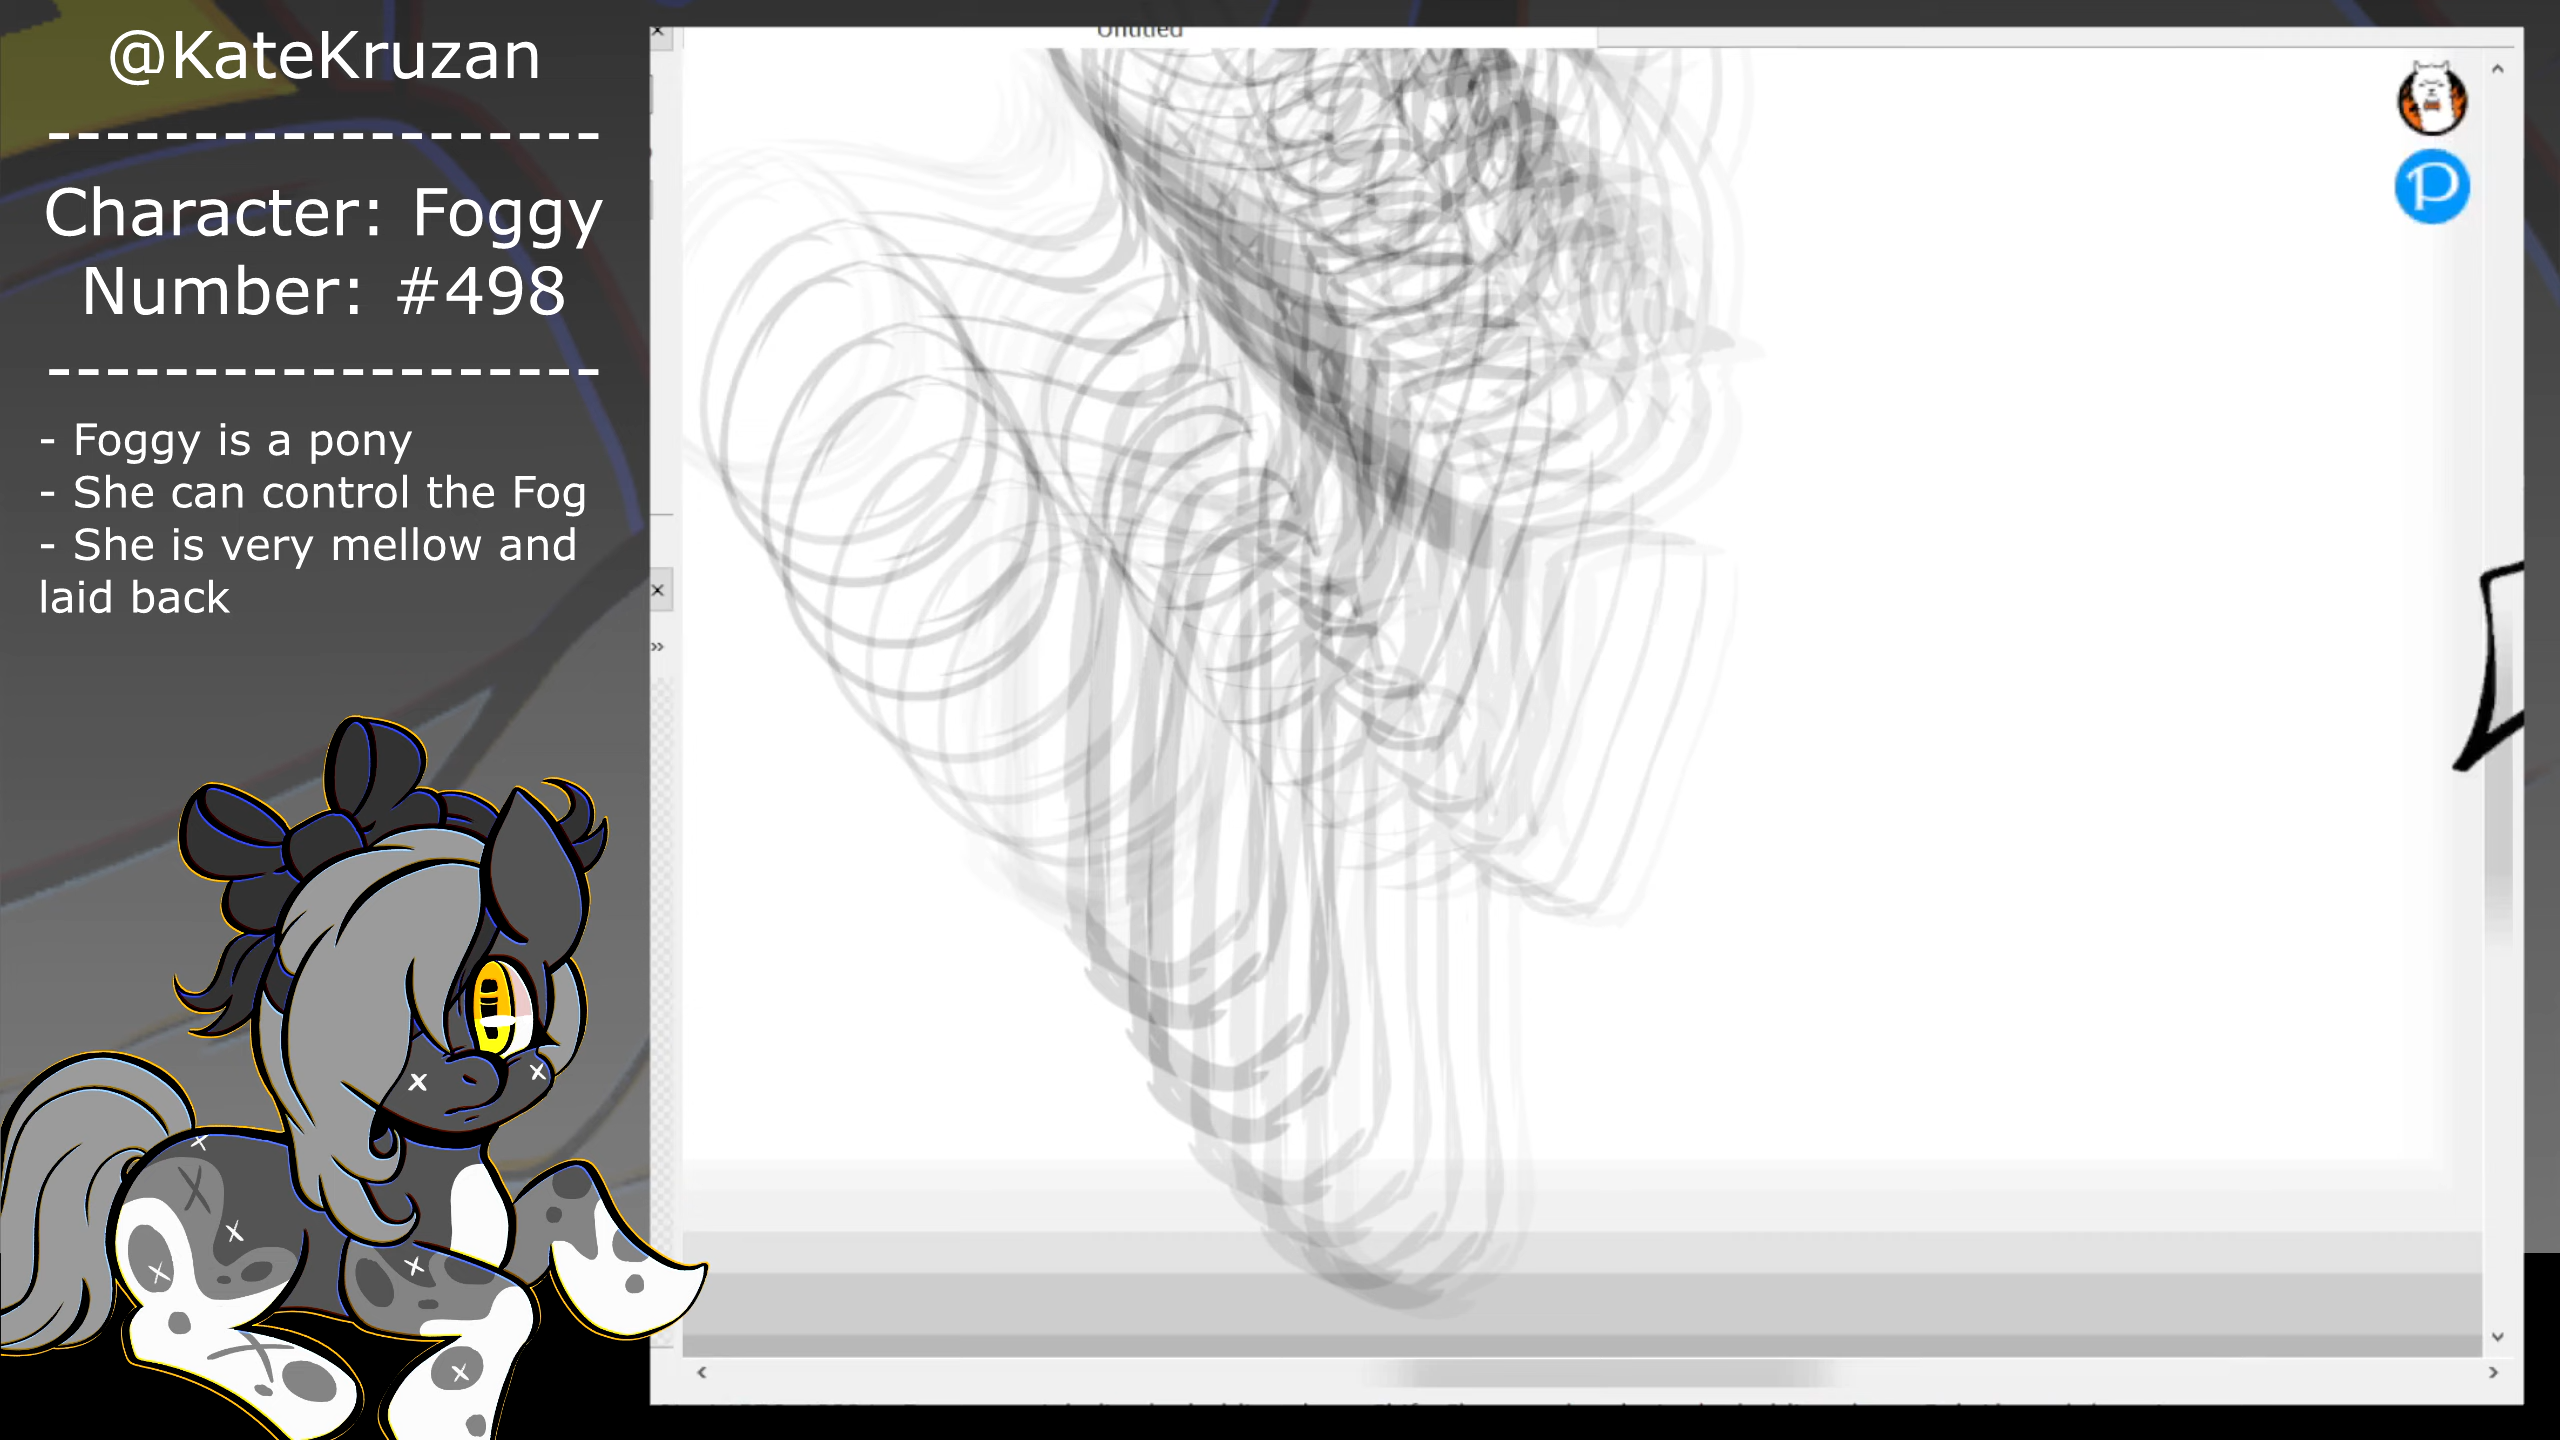 @KateKruzan
-------------------
Character: Foggy
Number: #498
-------------------
- Foggy is a pony
- She can control the Fog
- She is very mellow and
laid back
Untitled
P